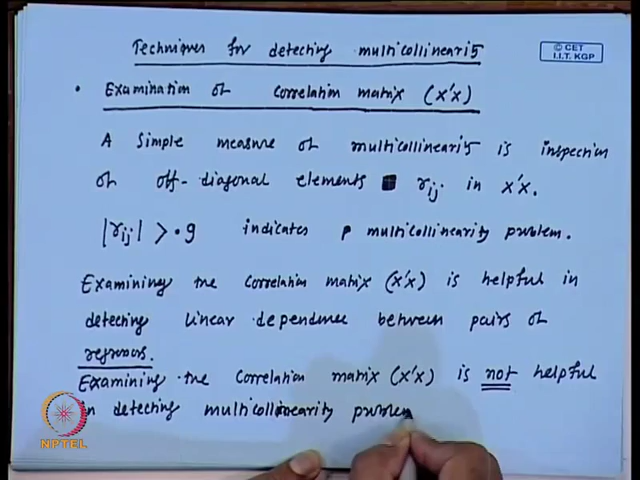 Techniques for detecting multicollinearity
© CET
I.I.T. KGP
• Examination of Correlation matrix (x'x)
A Simple measure of multicollinearity is inspection
of off-diagonal elements rij in x'x.
|rij| > .9 indicates multicollinearity problem.
Examining the Correlation matrix (x'x) is helpful in
detecting linear dependence between pairs of
regressors.
Examining the Correlation matrix (x'x) is not helpful
in detecting multicollinearity problem
NPTEL